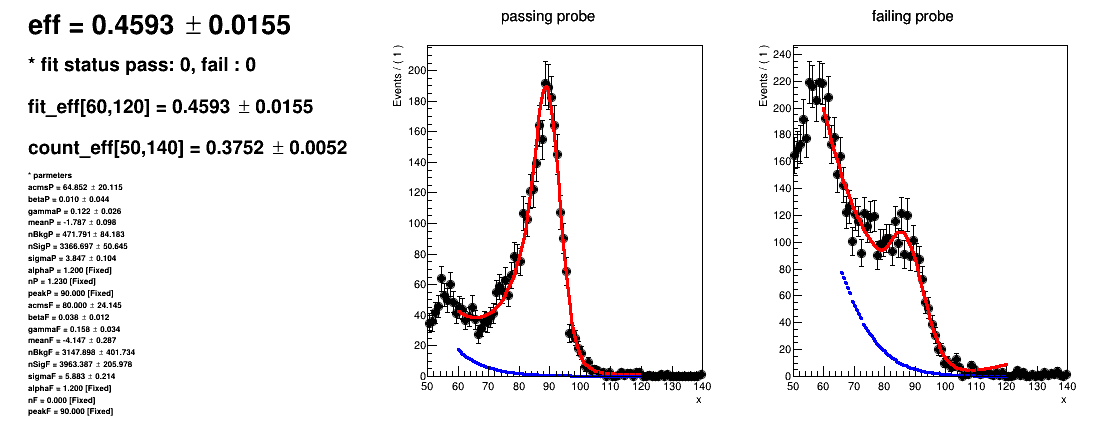 eff = 0.4593 ± 0.0155
* fit status pass: 0, fail : 0
fit_eff[60,120] = 0.4593 ± 0.0155
count_eff[50,140] = 0.3752 ± 0.0052
* parmeters
acmsP = 64.852 ± 20.115
betaP = 0.010 ± 0.044
gammaP = 0.122 ± 0.026
meanP = -1.787 ± 0.098
nBkgP = 471.791 ± 84.183
nSigP = 3366.697 ± 50.645
sigmaP = 3.847 ± 0.104
alphaP = 1.200 [Fixed]
nP = 1.230 [Fixed]
peakP = 90.000 [Fixed]
acmsF = 80.000 ± 24.145
betaF = 0.038 ± 0.012
gammaF = 0.158 ± 0.034
meanF = -4.147 ± 0.287
nBkgF = 3147.898 ± 401.734
nSigF = 3963.387 ± 205.978
sigmaF = 5.883 ± 0.214
alphaF = 1.200 [Fixed]
nF = 0.000 [Fixed]
peakF = 90.000 [Fixed]
passing probe
Events / ( 1 )
200
180
160
140
120
100
80
60
40
20
0
50 60 70 80 90 100 110 120 130 140
x
failing probe
Events / ( 1 )
240
220
200
180
160
140
120
100
80
60
40
20
0
50 60 70 80 90 100 110 120 130 140
x